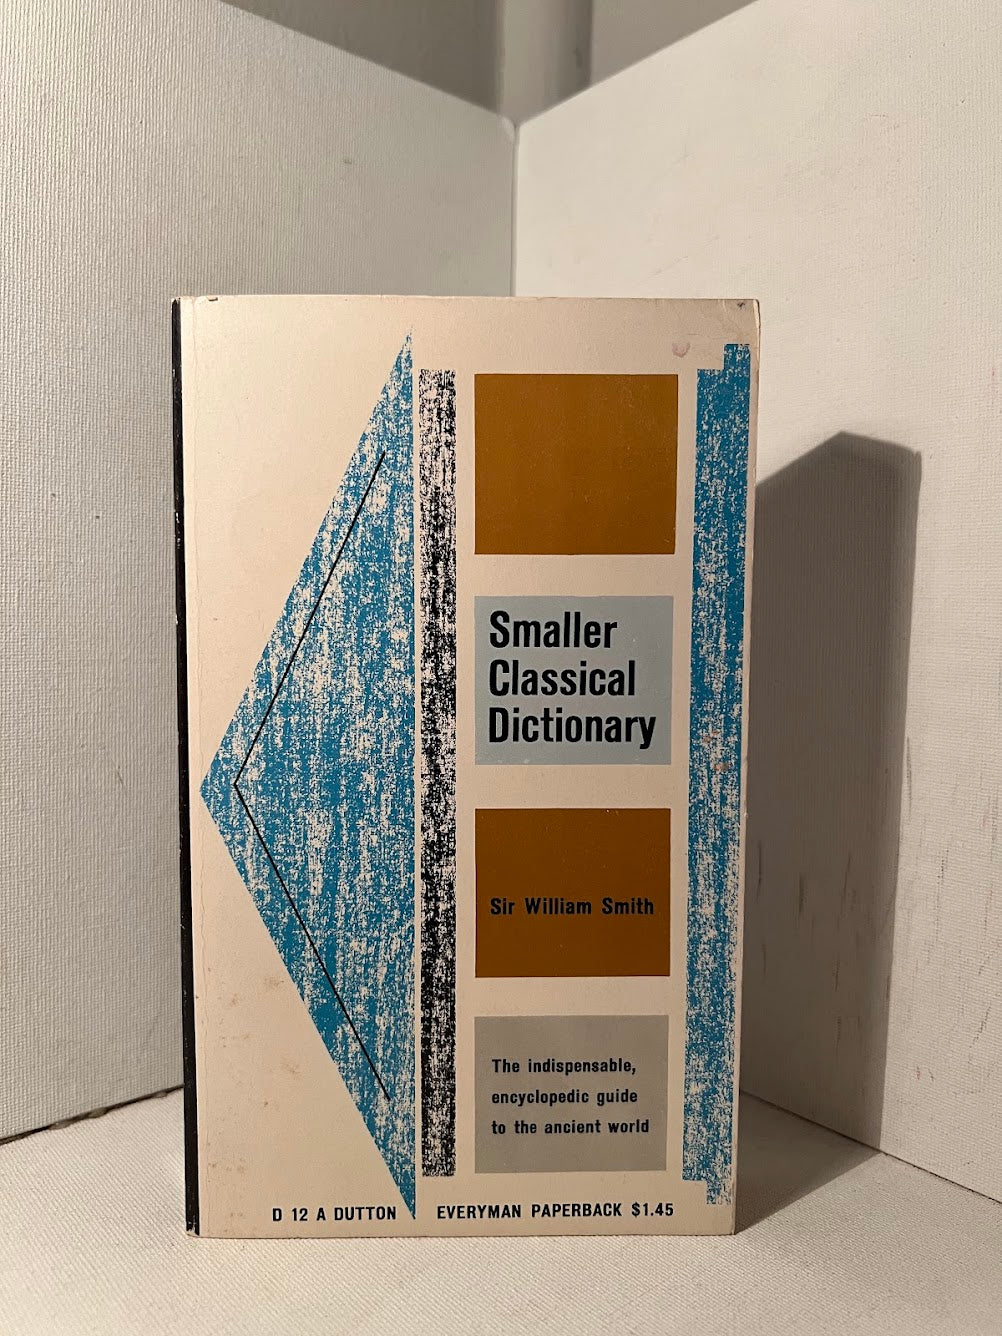 Smaller
Classical
Dictionary
Sir William Smith
The indispensable,
encyclopedic guide
to the ancient world
D 12 A DUTTON EVERYMAN PAPERBACK $1.45